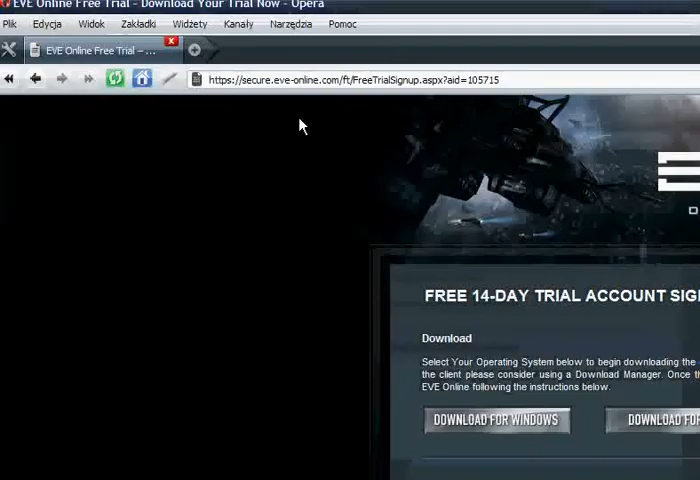 EVE Online Free Trial - Download Your Trial Now - Opera
Plik Edycja Widok Zakładki Widżety Kanały Narzędzia Pomoc
EVE Online Free Trial – ...
https://secure.eve-online.com/ft/FreeTrialSignup.aspx?aid=105715
FREE 14-DAY TRIAL ACCOUNT SIG
Download
Select Your Operating System below to begin downloading the
the client please consider using a Download Manager. Once
EVE Online following the instructions below.
DOWNLOAD FOR WINDOWS DOWNLOAD FO